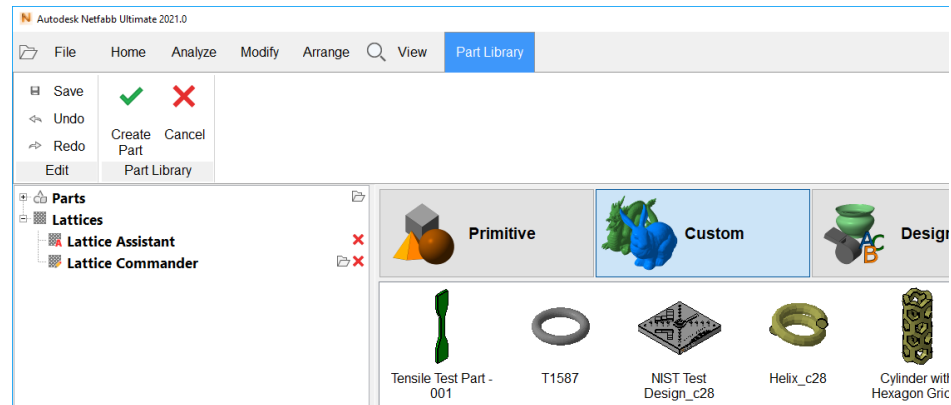 Autodesk Netfabb Ultimate 2021.0
File Home Analyze Modify Arrange View Part Library
Save
Undo
Redo
Create Part
Cancel
Edit
Part Library
Parts
Lattices
Lattice Assistant
Lattice Commander
Primitive
Custom
Design
Tensile Test Part -
001
T1587
NIST Test
Design_c28
Helix_c28
Cylinder with
Hexagon Grid